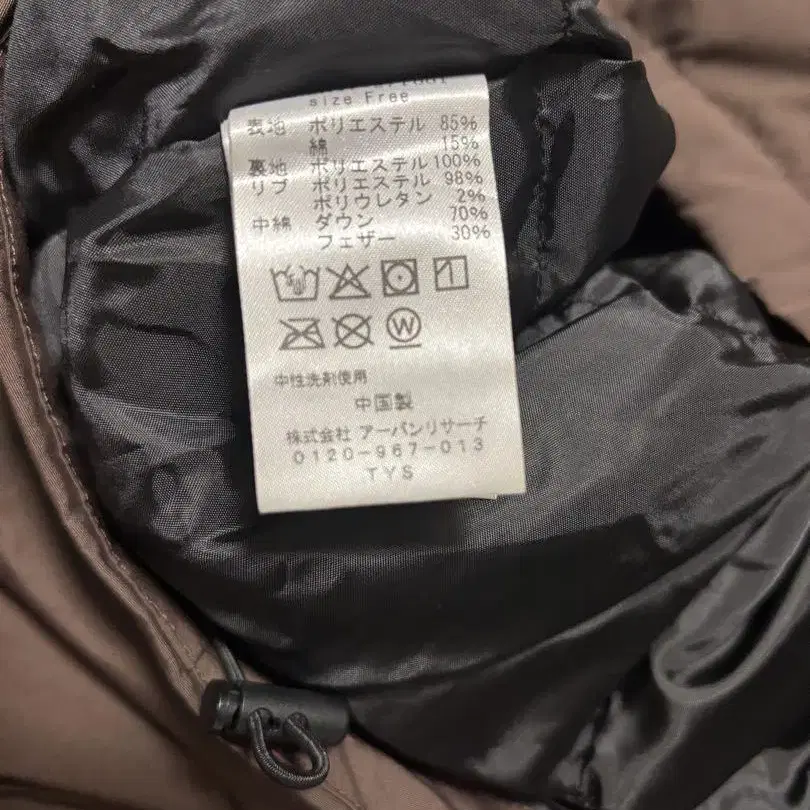 size Free
表地 ポリエステル 85%
綿 15%
裏地 ポリエステル 100%
リブ ポリエステル 98%
ポリウレタン 2%
中綿 ダウン 70%
フェザー 30%
W
中性洗剤使用
中国製
株式会社 アーバンリサーチ
0120-967-013
TYS